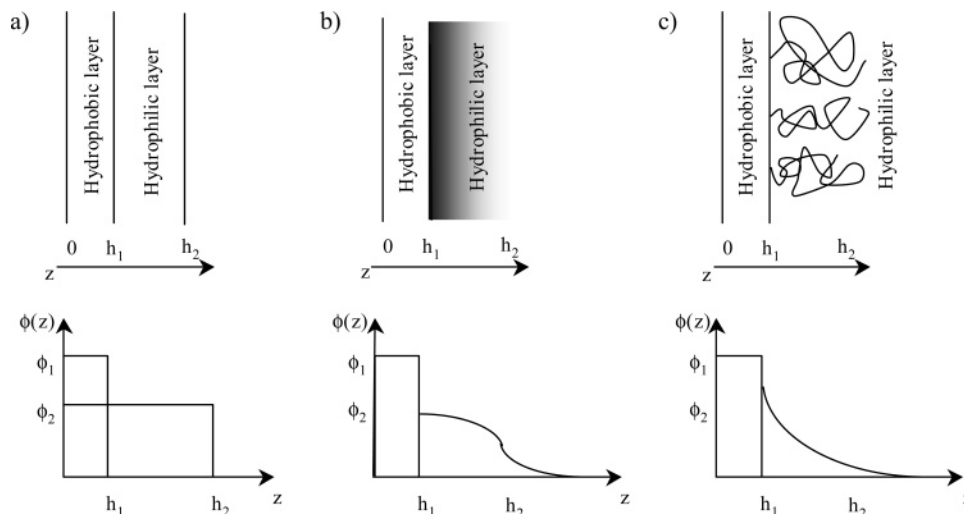 a)
Hydrophobic layer
Hydrophilic layer
0 h₁ h₂
z
ϕ(z)
ϕ₁
ϕ₂
h₁ h₂ z
b)
Hydrophobic layer
Hydrophilic layer
0 h₁ h₂
z
ϕ(z)
ϕ₁
ϕ₂
h₁ h₂ z
c)
Hydrophobic layer
Hydrophilic layer
0 h₁ h₂
z
ϕ(z)
ϕ₁
ϕ₂
h₁ h₂ z